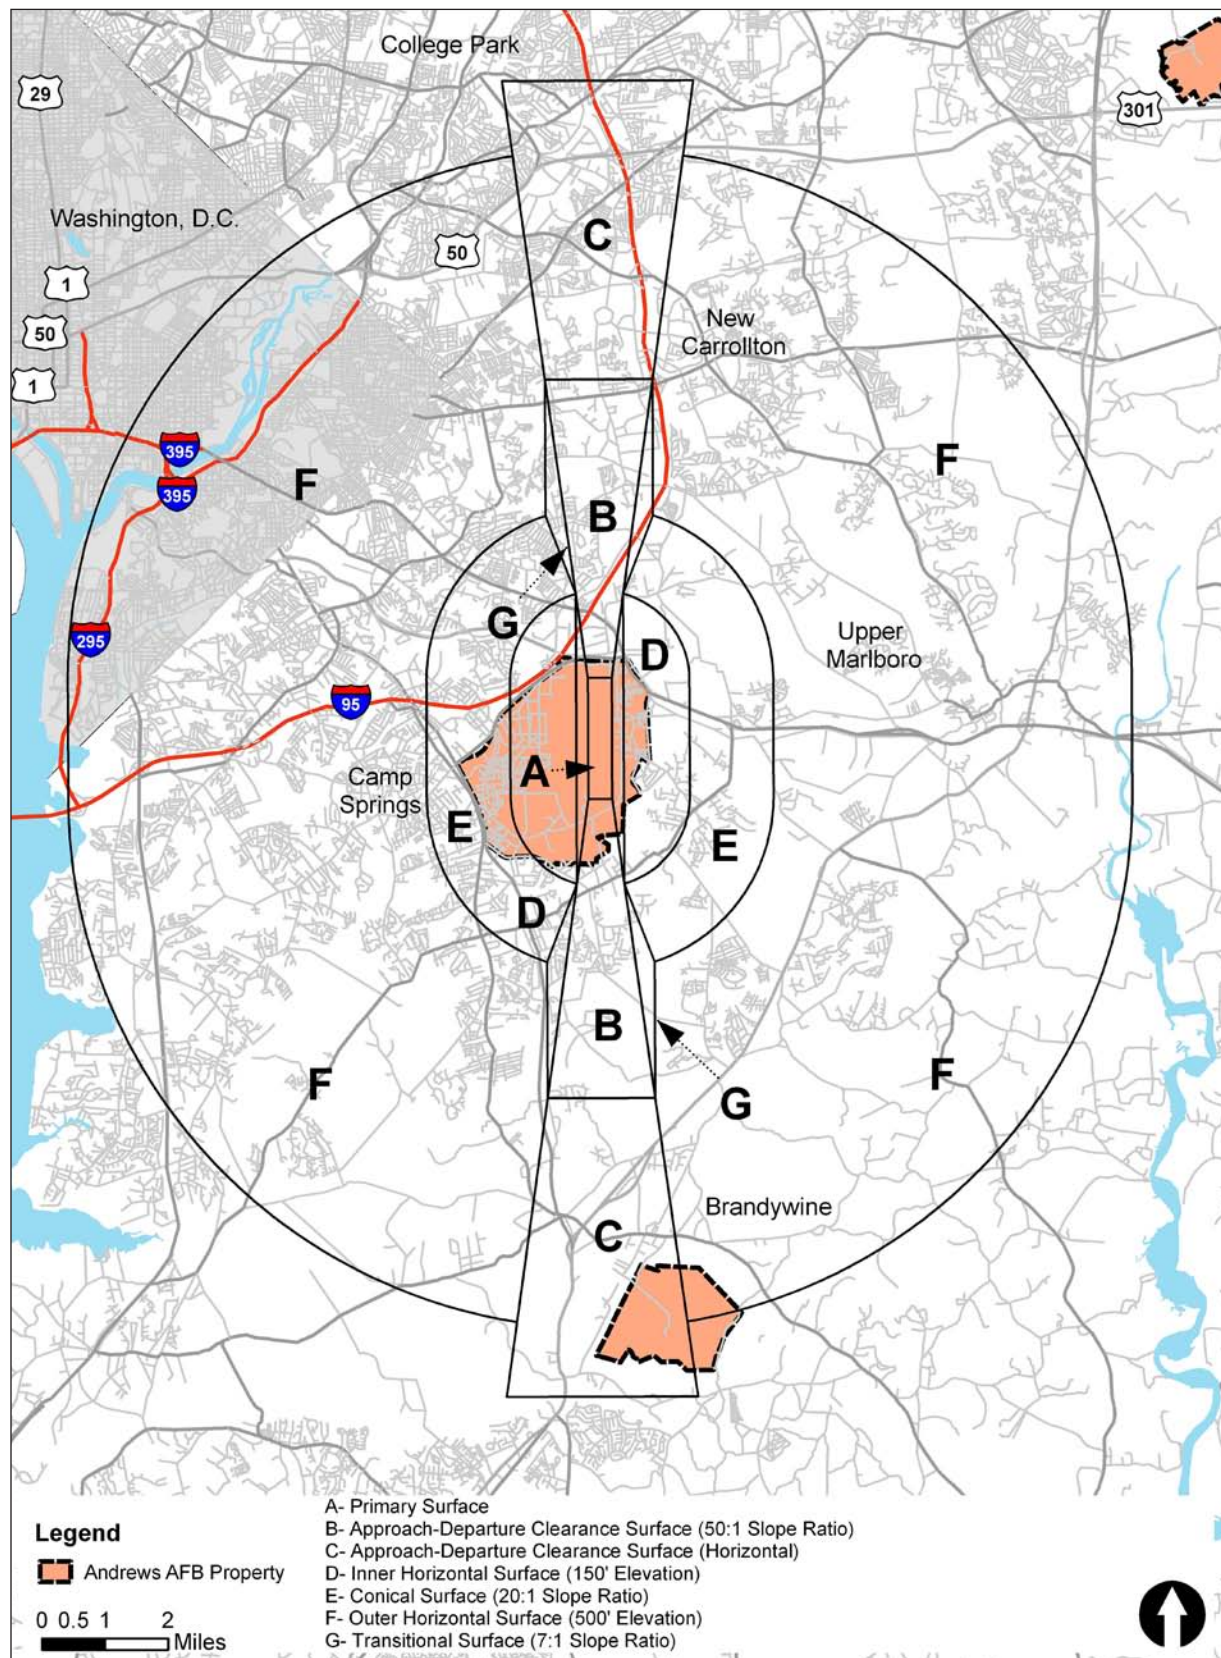 College Park
29
301
Washington, D.C.
C
50
1
New
Carrollton
50
1
395
F
F
395
B
G
D
Upper
Marlboro
295
95
A
Camp
Springs
E
E
D
B
F
F
G
Brandywine
C
Legend
Andrews AFB Property
0 0.5 1 2
Miles
A- Primary Surface
B- Approach-Departure Clearance Surface (50:1 Slope Ratio)
C- Approach-Departure Clearance Surface (Horizontal)
D- Inner Horizontal Surface (150' Elevation)
E- Conical Surface (20:1 Slope Ratio)
F- Outer Horizontal Surface (500' Elevation)
G- Transitional Surface (7:1 Slope Ratio)